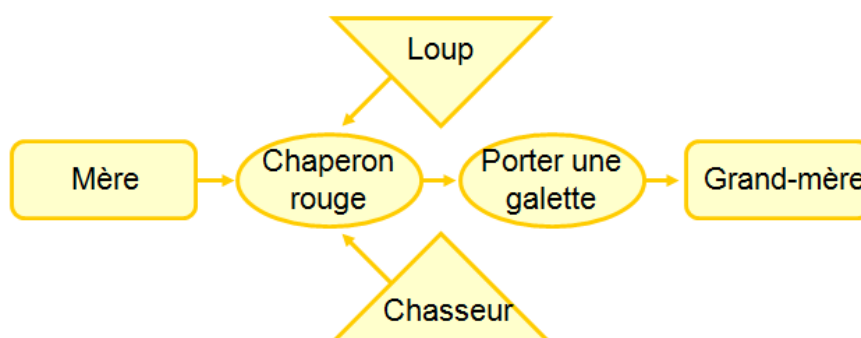 Loup
Mère
Chaperon
rouge
Porter une
galette
Grand-mère
Chasseur